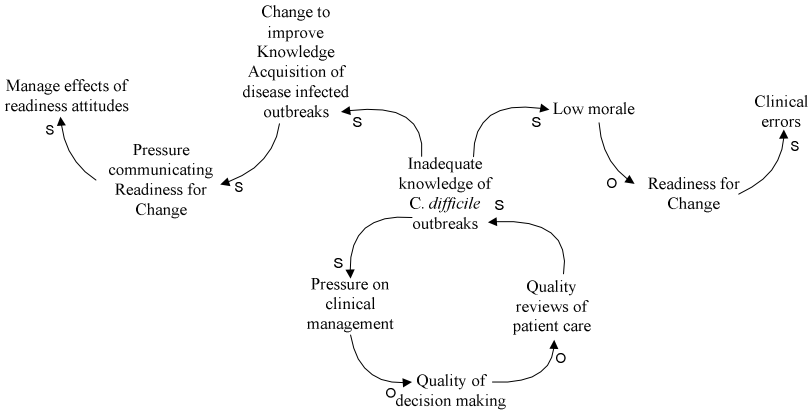 Change to
improve
Knowledge
Acquisition of
disease infected
outbreaks
S
Manage effects of
readiness attitudes
S
Pressure
communicating
Readiness for
Change
S
Low morale
S
Clinical
errors
S
O
Readiness for
Change
Inadequate
knowledge of
C. difficile
outbreaks
S
S
Pressure on
clinical
management
Quality
reviews of
patient care
O
O
Quality of
decision making